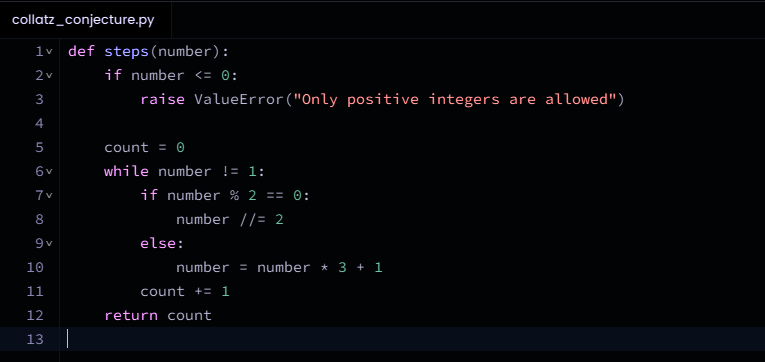 collatz_conjecture.py
1 def steps(number):
2     if number <= 0:
3         raise ValueError("Only positive integers are allowed")
4
5     count = 0
6     while number != 1:
7         if number % 2 == 0:
8             number //= 2
9         else:
10             number = number * 3 + 1
11         count += 1
12     return count
13